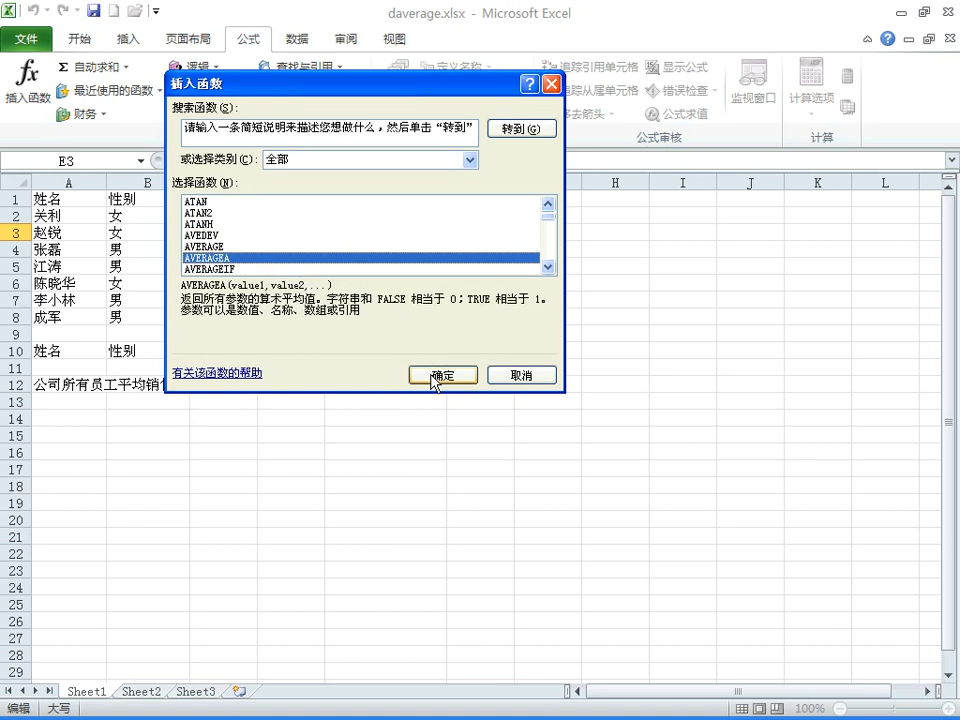 daverage.xlsx - Microsoft Excel
文件 开始 插入 页面布局 公式 数据 审阅 视图
fx 插入函数
Σ 自动求和
最近使用的函数
财务
逻辑
查找与引用
定义名称
追踪引用单元格
追踪从属单元格
多去箭头
显示公式
错误检查
公式求值
公式审核
监视窗口
计算选项
计算
插入函数
搜索函数(S):
请输入一条简短说明来描述您想做什么，然后单击“转到”
转到(G)
或选择类别(C): 全部
选择函数(N):
ATAN
ATAN2
ATANH
AVEDEV
AVERAGE
AVERAGEA
AVERAGEIF
AVERAGEA(value1,value2,...)
返回所有参数的算术平均值。字符串和 FALSE 相当于 0；TRUE 相当于 1。
参数可以是数值、名称、数组或引用
有关该函数的帮助
确定 取消
E3
A B H I J K L
1 姓名 性别
2 关利 女
3 赵锐 女
4 张磊 男
5 江涛 男
6 陈晓华 女
7 李小林 男
8 成军 男
9
10 姓名 性别
11
12 公司所有员工平均销
13
14
15
16
17
18
19
20
21
22
23
24
25
26
27
28
29
Sheet1 Sheet2 Sheet3
编辑 大写 100%